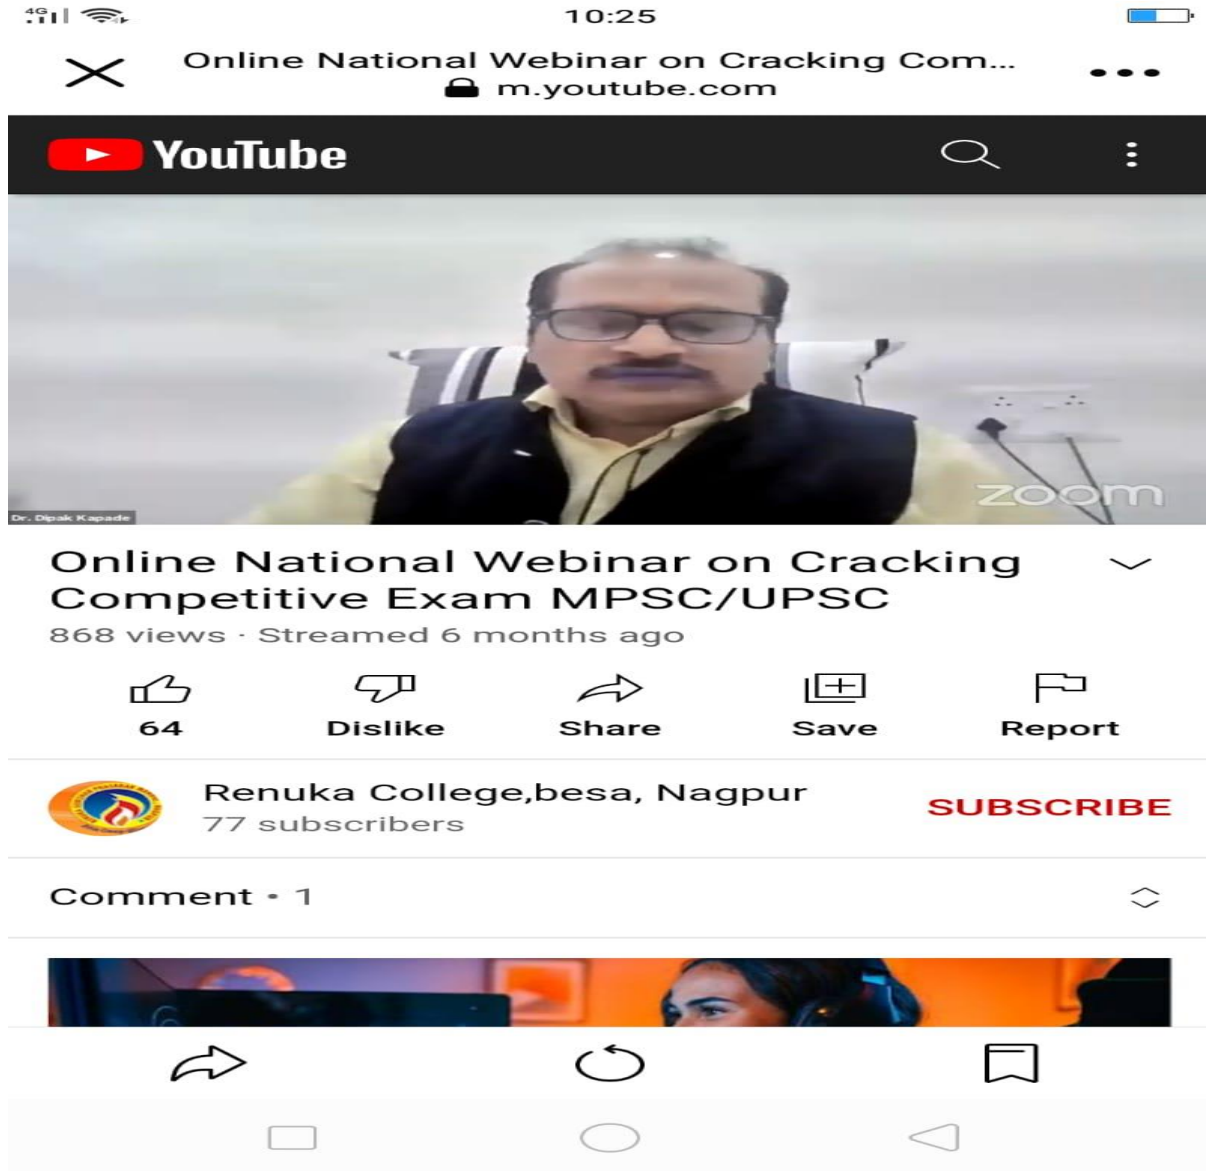 4G
10:25
Online National Webinar on Cracking Com...
m.youtube.com
YouTube
zoom
Dr. Dipak Kapade
Online National Webinar on Cracking
Competitive Exam MPSC/UPSC
868 views · Streamed 6 months ago
64
Dislike
Share
Save
Report
Renuka College,besa, Nagpur
77 subscribers
SUBSCRIBE
Comment • 1